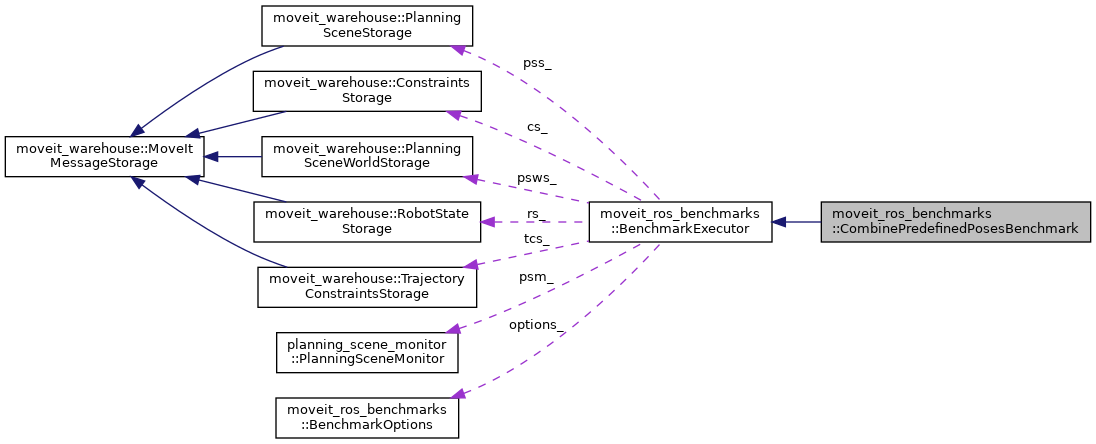 moveit_warehouse::Planning
SceneStorage
pss_
moveit_warehouse::Constraints
Storage
cs_
moveit_warehouse::MoveIt
MessageStorage
moveit_warehouse::Planning
SceneWorldStorage
psws_
moveit_warehouse::RobotState
Storage
rs_
moveit_ros_benchmarks
::BenchmarkExecutor
moveit_ros_benchmarks
::CombinePredefinedPosesBenchmark
tcs_
moveit_warehouse::Trajectory
ConstraintsStorage
psm_
planning_scene_monitor
::PlanningSceneMonitor
options_
moveit_ros_benchmarks
::BenchmarkOptions